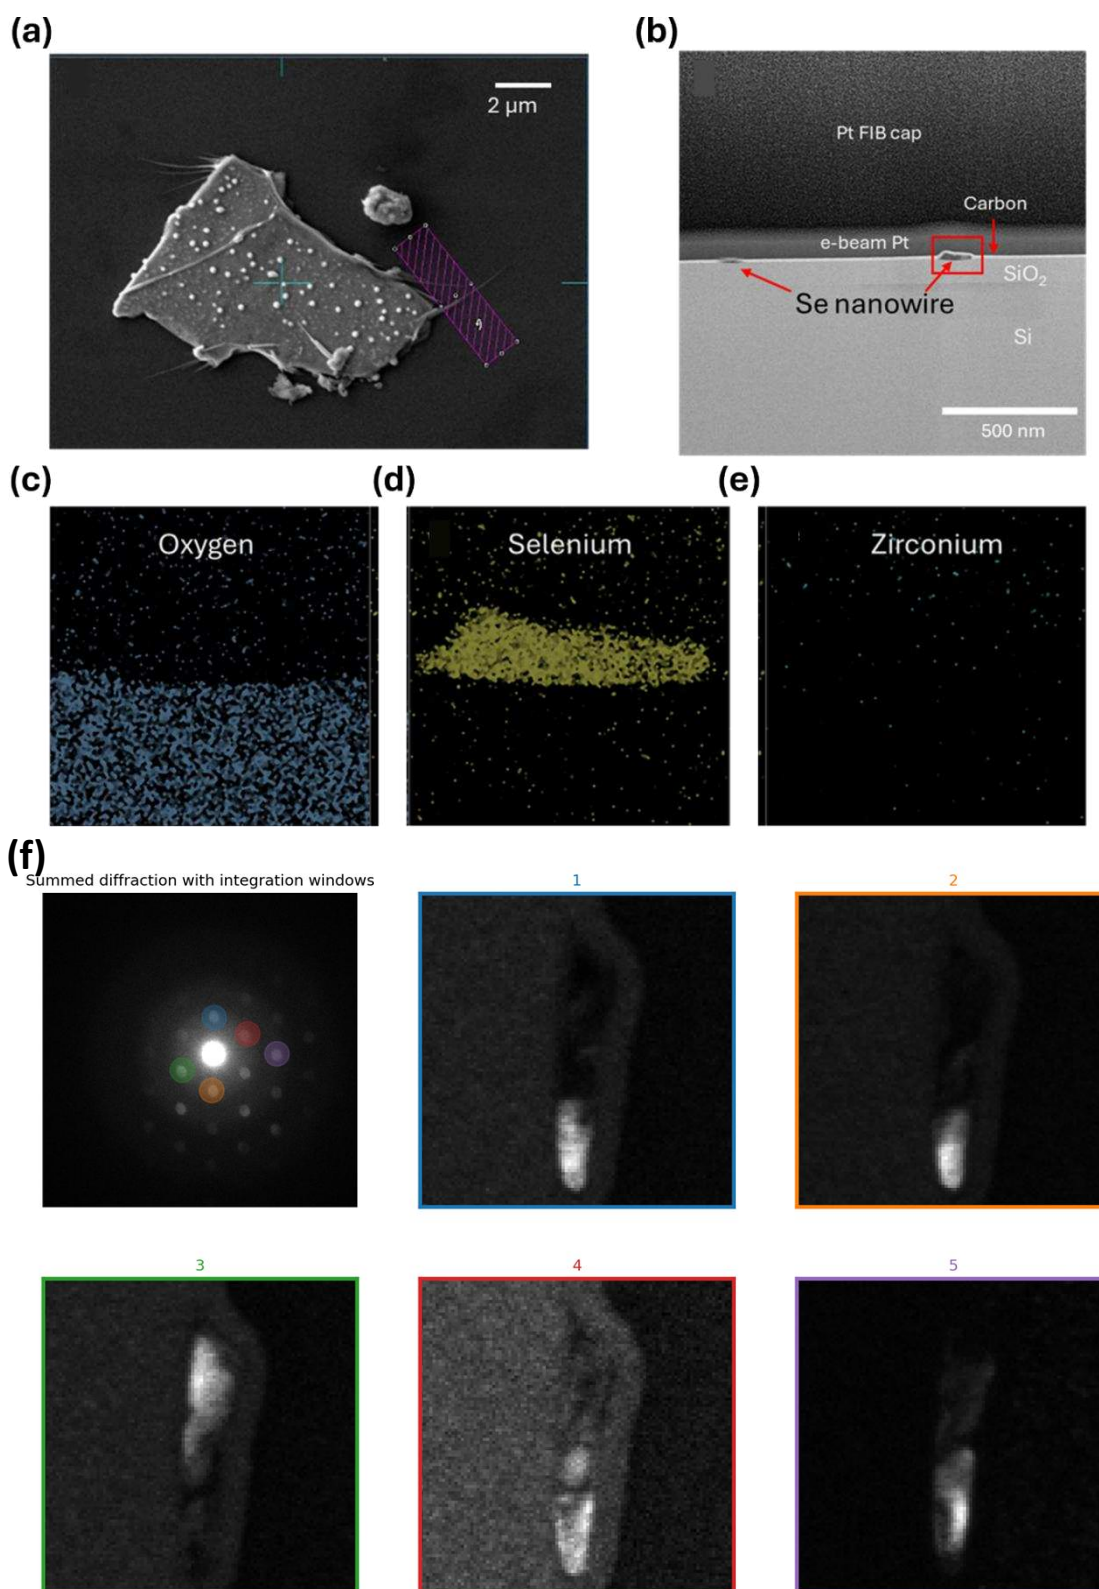 (a)
2 µm
(b)
Pt FIB cap
Carbon
e-beam Pt
SiO₂
Se nanowire
Si
500 nm
(c)
Oxygen
(d)
Selenium
(e)
Zirconium
(f)
Summed diffraction with integration windows
1
2
3
4
5